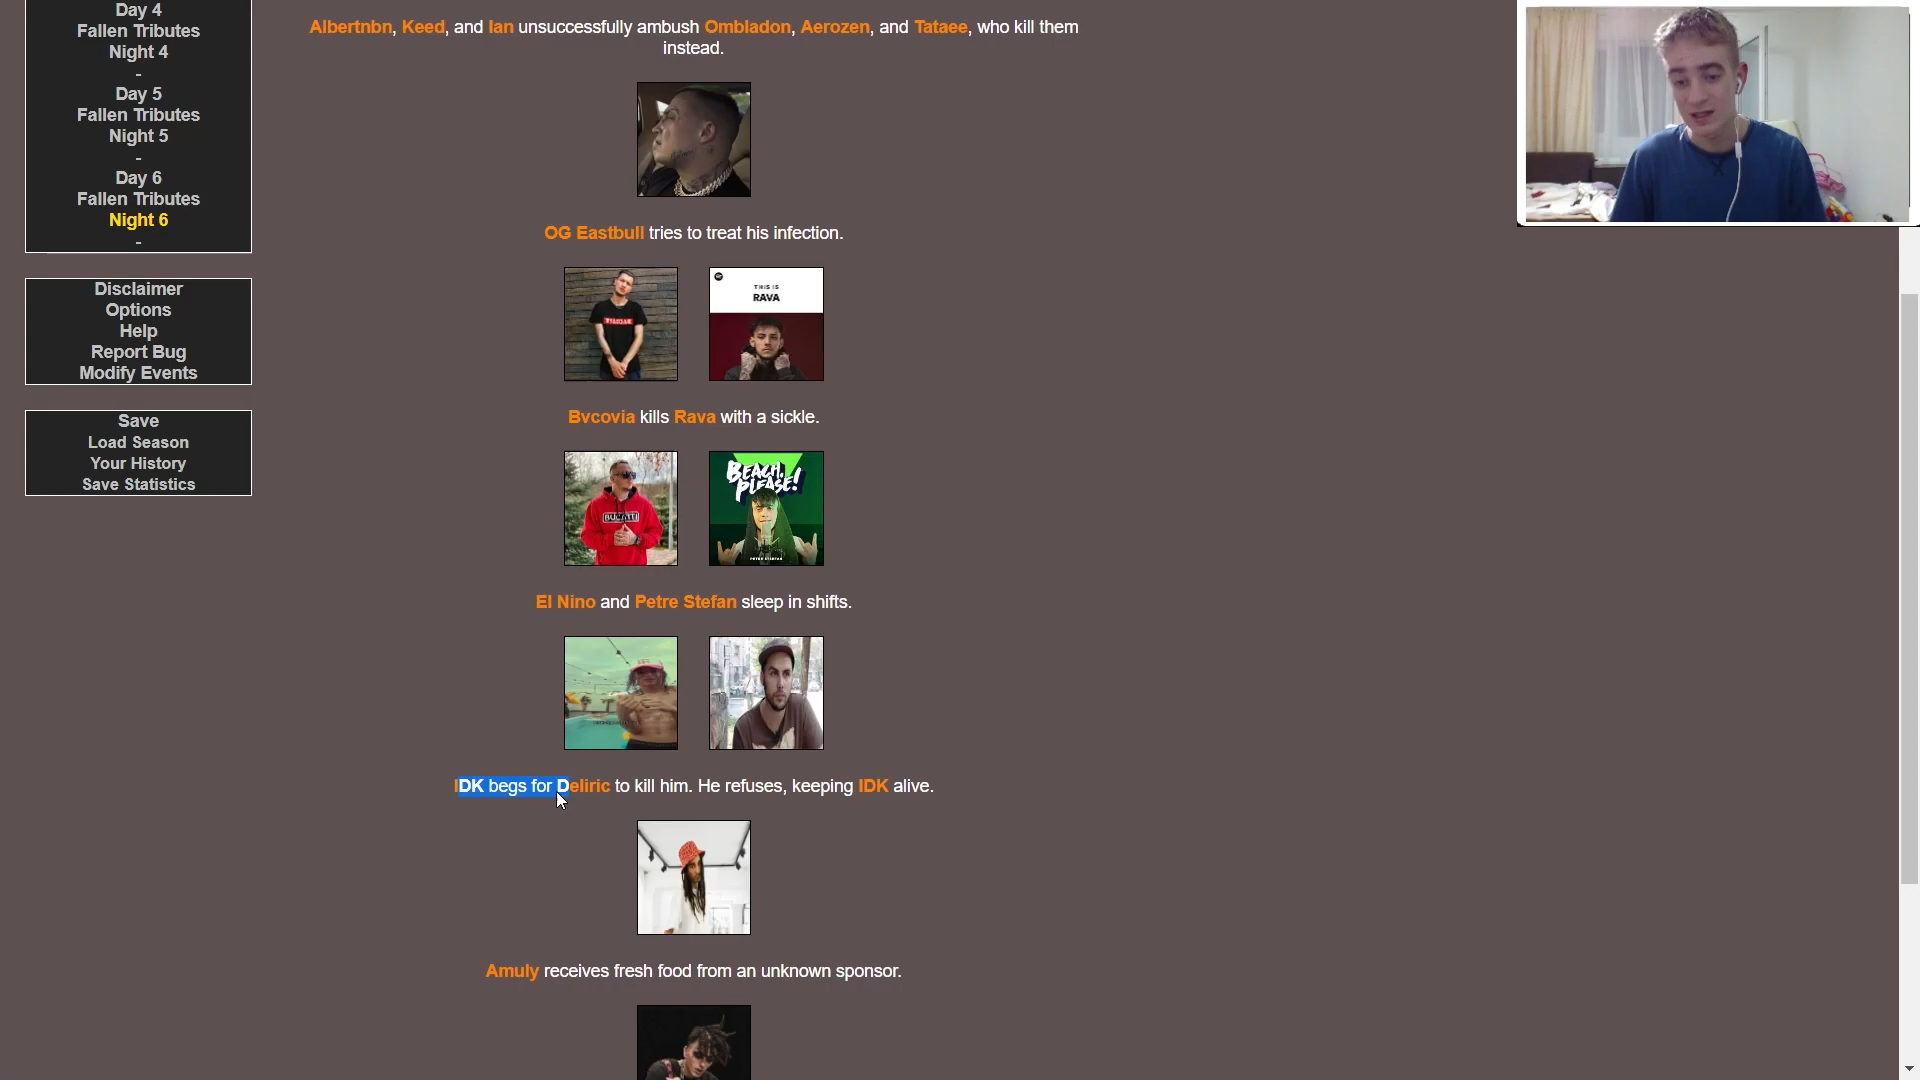 Day 4
Fallen Tributes
Night 4
-
Day 5
Fallen Tributes
Night 5
-
Day 6
Fallen Tributes
Night 6
-
Disclaimer
Options
Help
Report Bug
Modify Events
Save
Load Season
Your History
Save Statistics
Albertnbn, Keed, and Ian unsuccessfully ambush Ombladon, Aerozen, and Tataee, who kill them
instead.
OG Eastbull tries to treat his infection.
THIS IS
RAVA
Bvcovia kills Rava with a sickle.
BEACH,
PLEASE!
PETRE STEFAN
El Nino and Petre Stefan sleep in shifts.
IDK begs for Deliric to kill him. He refuses, keeping IDK alive.
Amuly receives fresh food from an unknown sponsor.